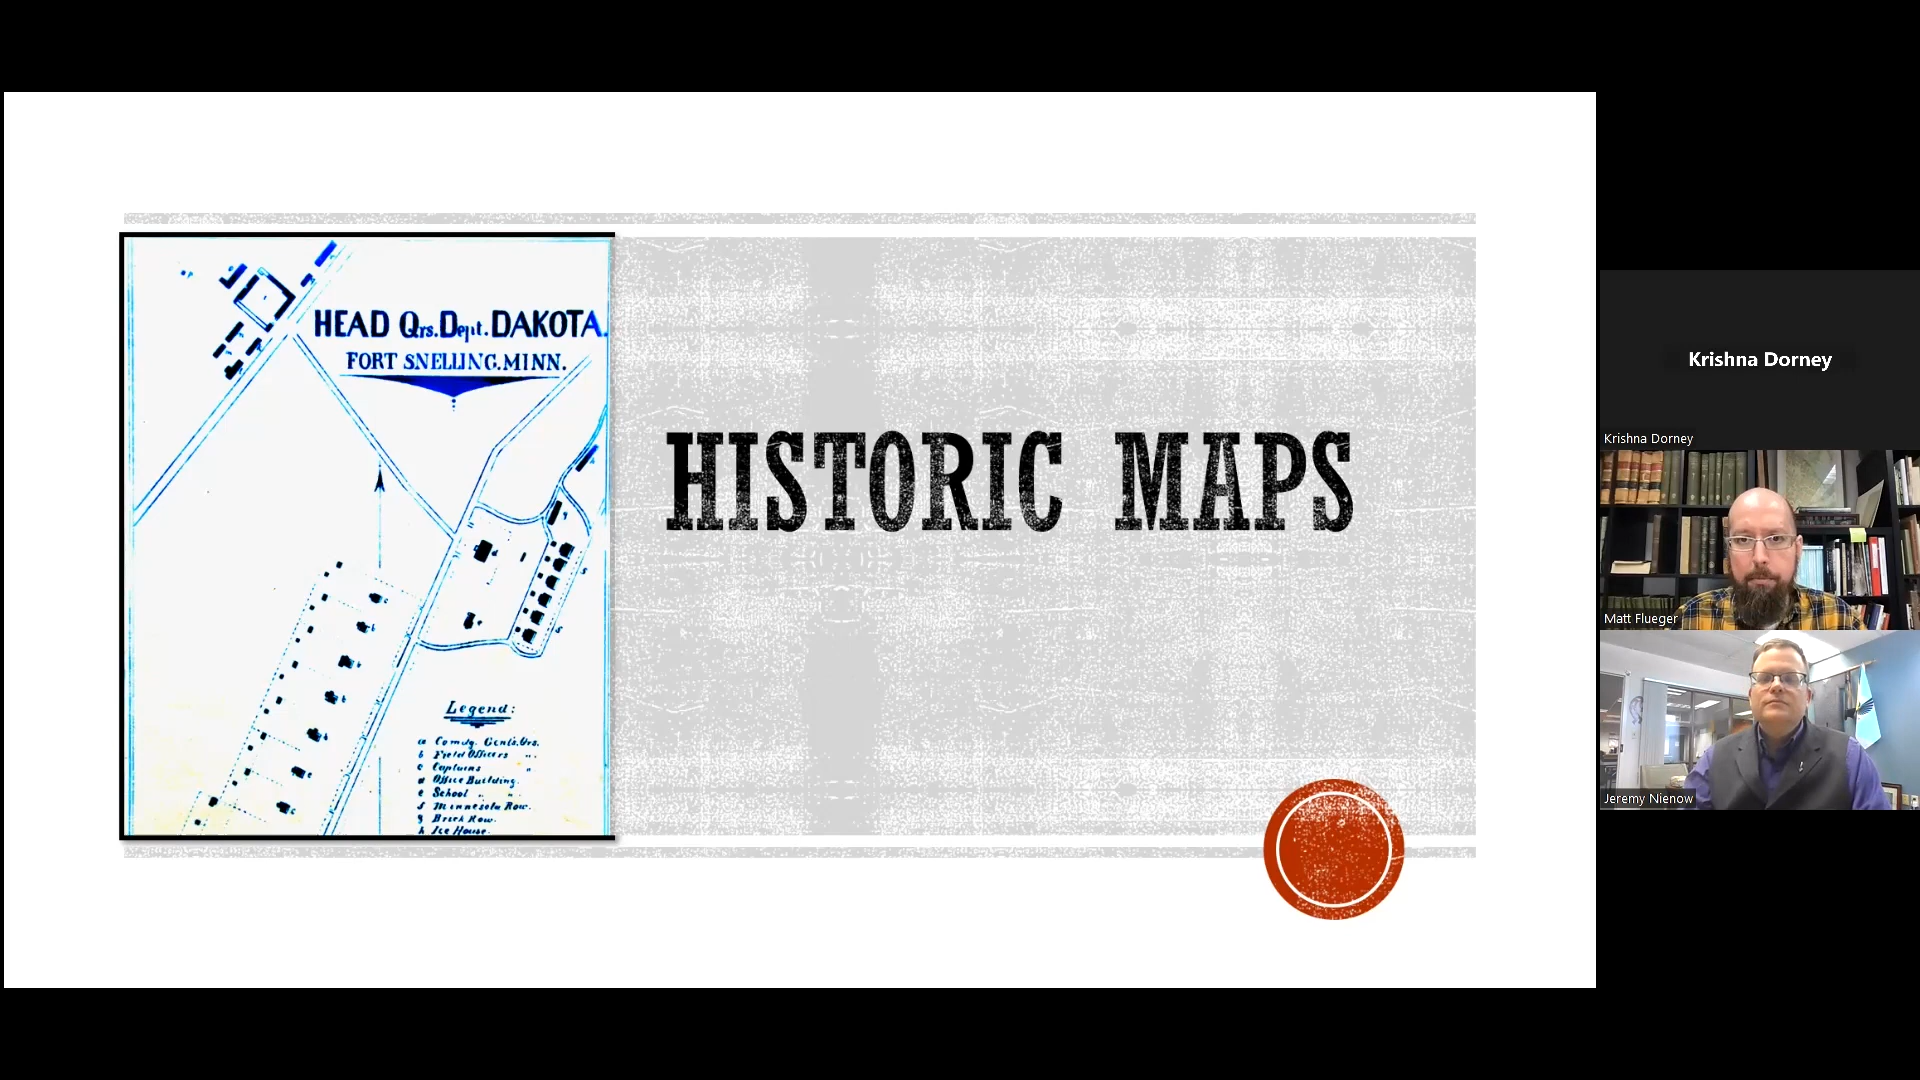 HEAD Qrs. Dept. DAKOTA.
FORT SNELLING. MINN.
Legend:
a Comdg. Genl's. Qrs.
b Field Officers "
c Captains "
d Office Building.
e School " "
f Minnesota Row.
g Brick Row.
h Ice House.
HISTORIC MAPS
Krishna Dorney
Krishna Dorney
Matt Flueger
Jeremy Nienow